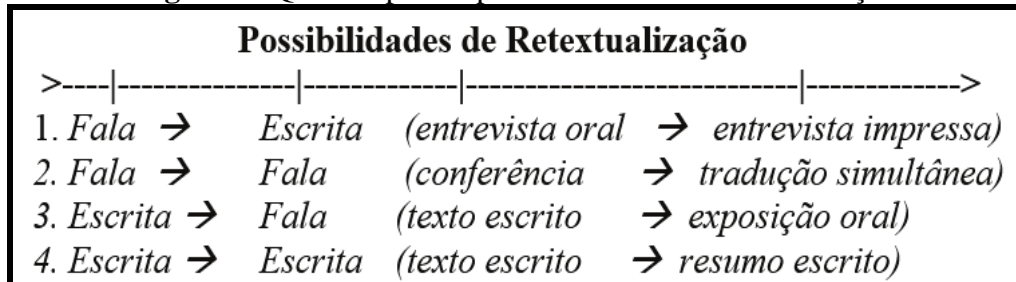 Possibilidades de Retextualização
>----|---------------|-------------|----------------------------|------------->
1. Fala → Escrita (entrevista oral → entrevista impressa)
2. Fala → Fala (conferência → tradução simultânea)
3. Escrita → Fala (texto escrito → exposição oral)
4. Escrita → Escrita (texto escrito → resumo escrito)